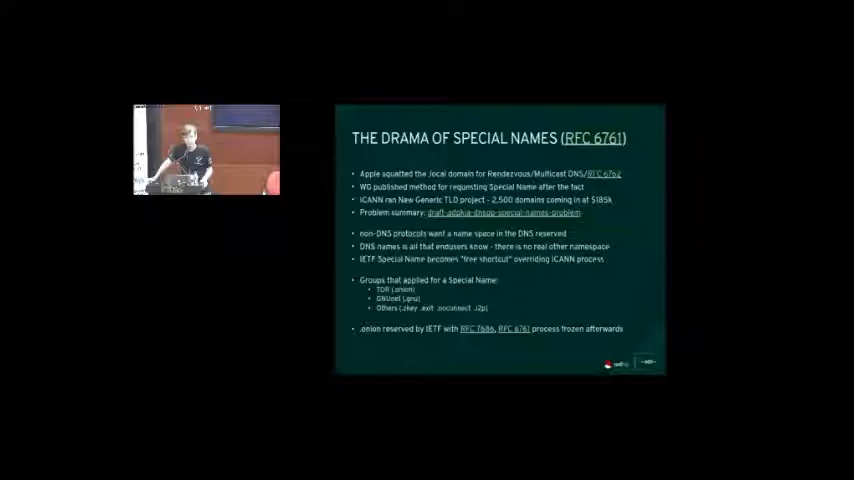 THE DRAMA OF SPECIAL NAMES (RFC 6761)
• Apple squatted the .local domain for Rendezvous/Multicast DNS/RFC 6762
• WG published method for requesting Special Name after the fact
• ICANN ran New Generic TLD project - 2,500 domains coming in at $185k
• Problem summary: draft-adpkja-dnsop-special-names-problem
• non-DNS protocols want a name space in the DNS reserved
• DNS names is all that endusers know - there is no real other namespace
• IETF Special Name becomes "free shortcut" overriding ICANN process
• Groups that applied for a Special Name:
• TOR (.onion)
• GNUnet (.gnu)
• Others (.zkey .exit .noconnect .i2p)
• .onion reserved by IETF with RFC 7686, RFC 6761 process frozen afterwards